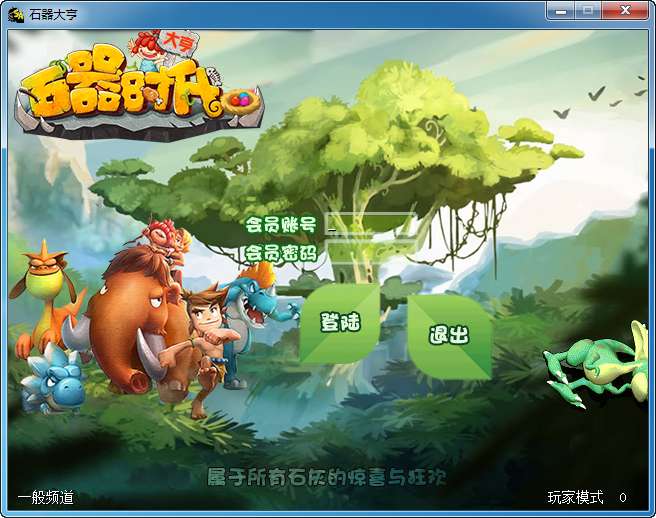 石器大亨
大亨
石器时代
会员账号
会员密码
登陆
退出
属于所有石灰的惊喜与狂欢
一般频道
玩家模式 0